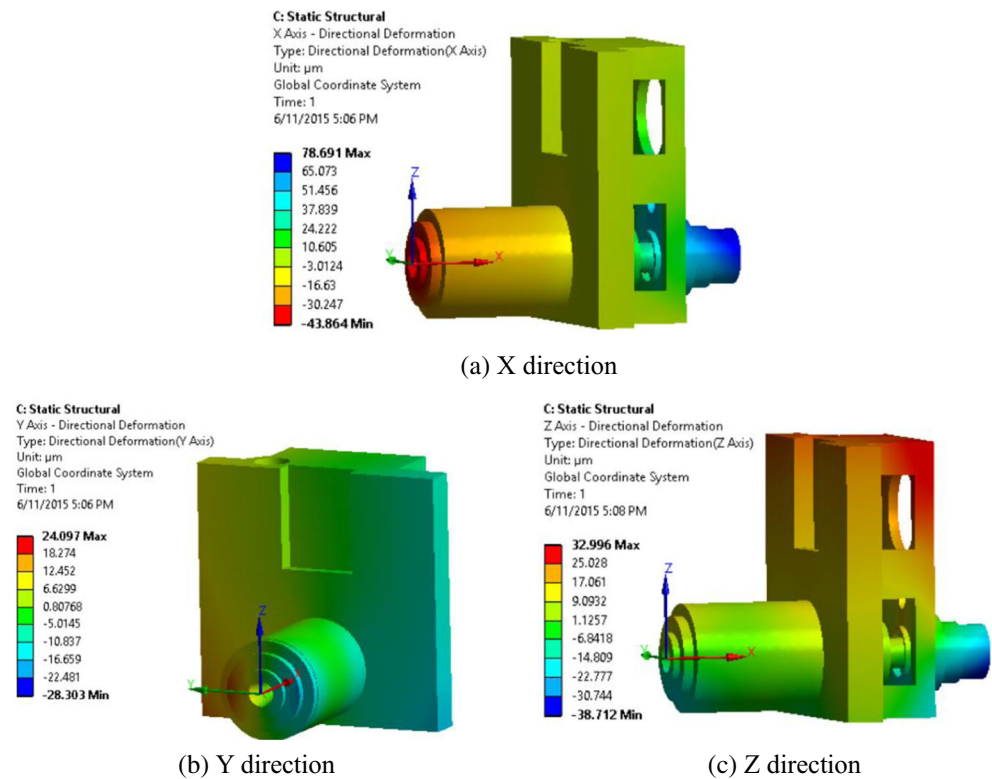 C: Static Structural
X Axis - Directional Deformation
Type: Directional Deformation(X Axis)
Unit: µm
Global Coordinate System
Time: 1
6/11/2015 5:06 PM
78.691 Max
65.073
51.456
37.839
24.222
10.605
-3.0124
-16.63
-30.247
-43.864 Min
Z
Y
X
(a) X direction
C: Static Structural
Y Axis - Directional Deformation
Type: Directional Deformation(Y Axis)
Unit: µm
Global Coordinate System
Time: 1
6/11/2015 5:06 PM
24.097 Max
18.274
12.452
6.6299
0.80768
-5.0145
-10.837
-16.659
-22.481
-28.303 Min
Z
Y
X
(b) Y direction
C: Static Structural
Z Axis - Directional Deformation
Type: Directional Deformation(Z Axis)
Unit: µm
Global Coordinate System
Time: 1
6/11/2015 5:08 PM
32.996 Max
25.028
17.061
9.0932
1.1257
-6.8418
-14.809
-22.777
-30.744
-38.712 Min
Z
Y
X
(c) Z direction